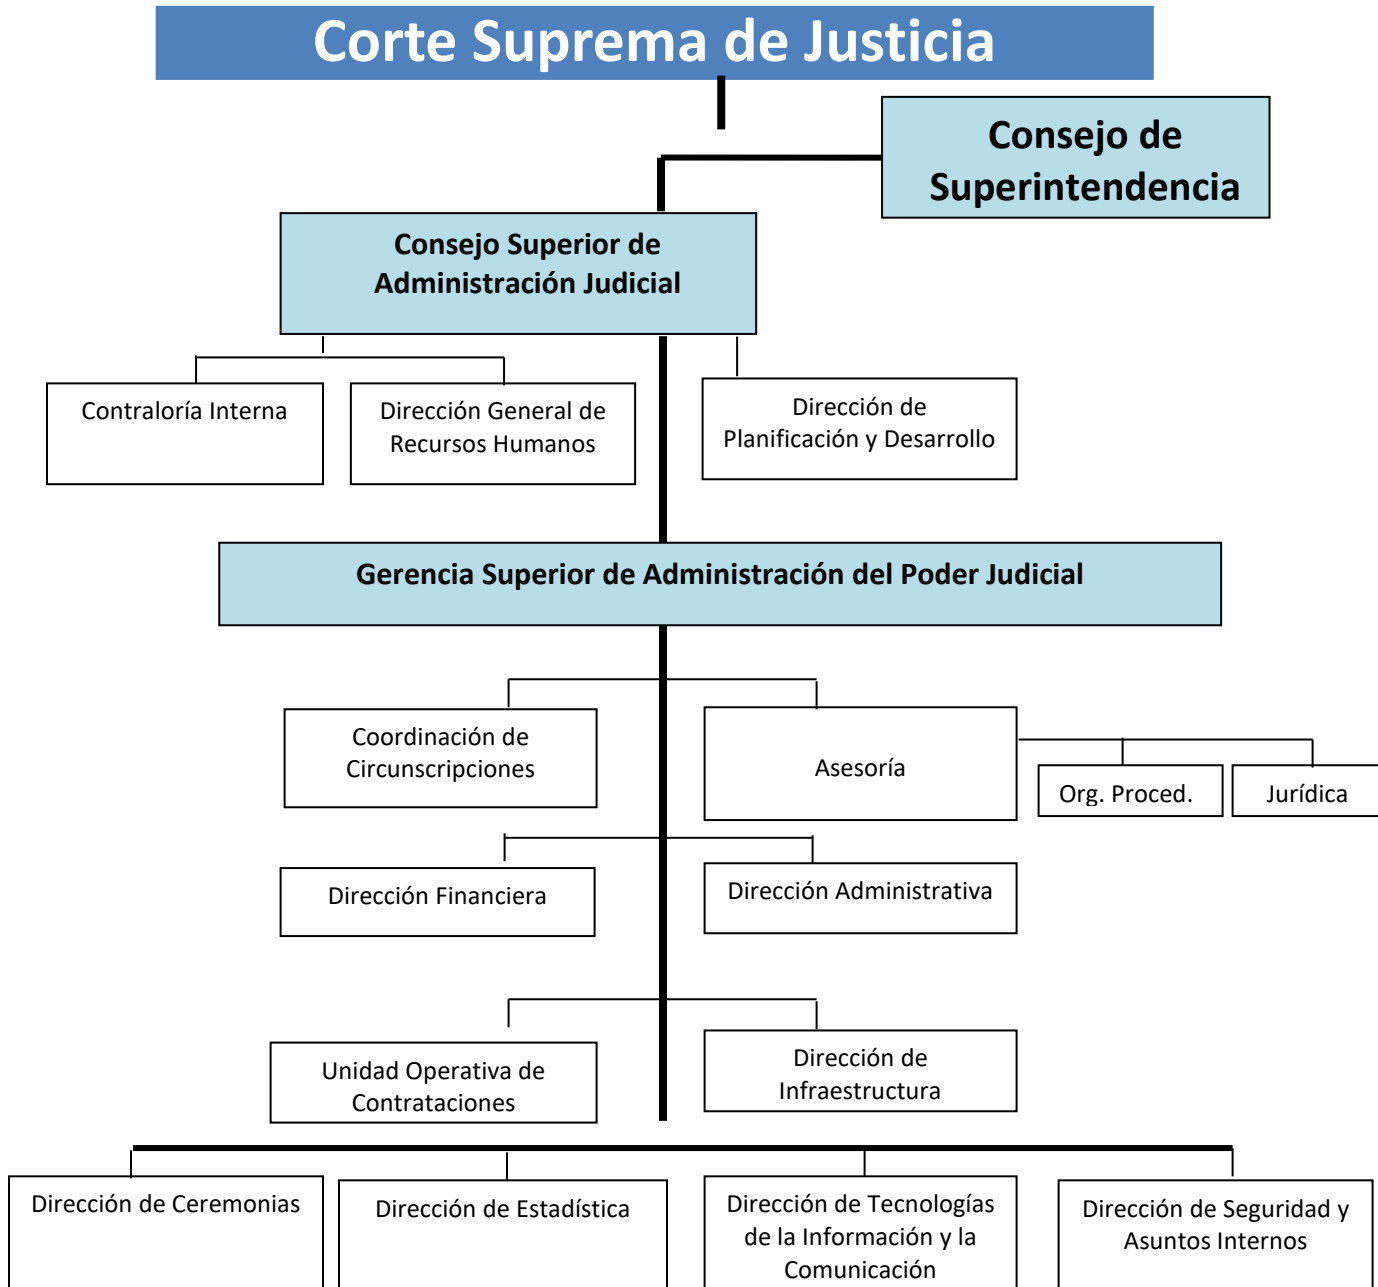 Corte Suprema de Justicia
Consejo de
Superintendencia
Consejo Superior de
Administración Judicial
Contraloría Interna
Dirección General de
Recursos Humanos
Dirección de
Planificación y Desarrollo
Gerencia Superior de Administración del Poder Judicial
Coordinación de
Circunscripciones
Asesoría
Org. Proced.
Jurídica
Dirección Financiera
Dirección Administrativa
Unidad Operativa de
Contrataciones
Dirección de
Infraestructura
Dirección de Ceremonias
Dirección de Estadística
Dirección de Tecnologías
de la Información y la
Comunicación
Dirección de Seguridad y
Asuntos Internos